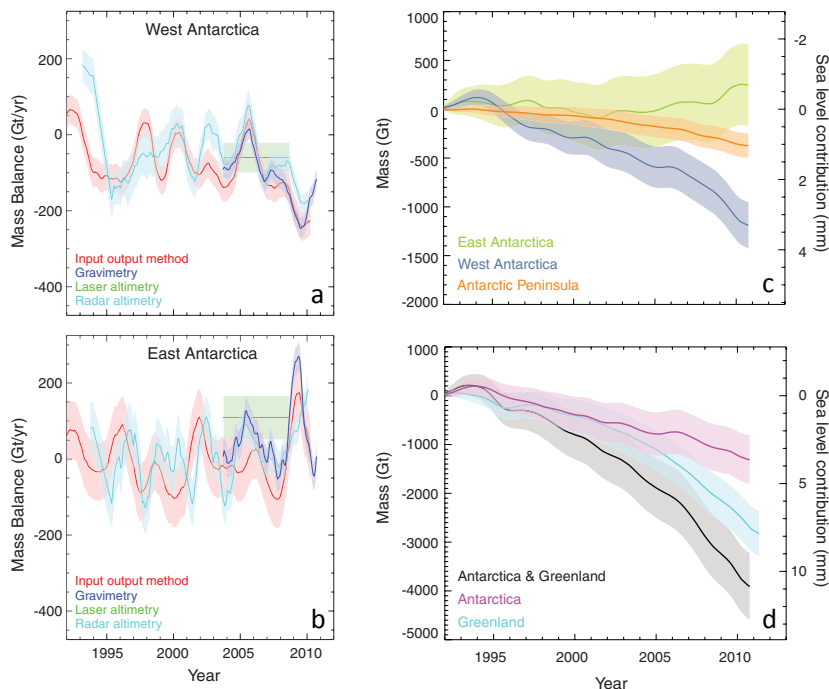 West Antarctica
200
0
-200
-400
Mass Balance (Gt/yr)
Input output method
Gravimetry
Laser altimetry
Radar altimetry
a
1000
500
0
-500
-1000
-1500
-2000
Mass (Gt)
East Antarctica
West Antarctica
Antarctic Peninsula
c
-2
0
2
4
Sea level contribution (mm)
East Antarctica
200
0
-200
-400
Mass Balance (Gt/yr)
Input output method
Gravimetry
Laser altimetry
Radar altimetry
b
1995 2000 2005 2010
Year
1000
0
-1000
-2000
-3000
-4000
-5000
Mass (Gt)
Antarctica & Greenland
Antarctica
Greenland
d
0
5
10
Sea level contribution (mm)
1995 2000 2005 2010
Year